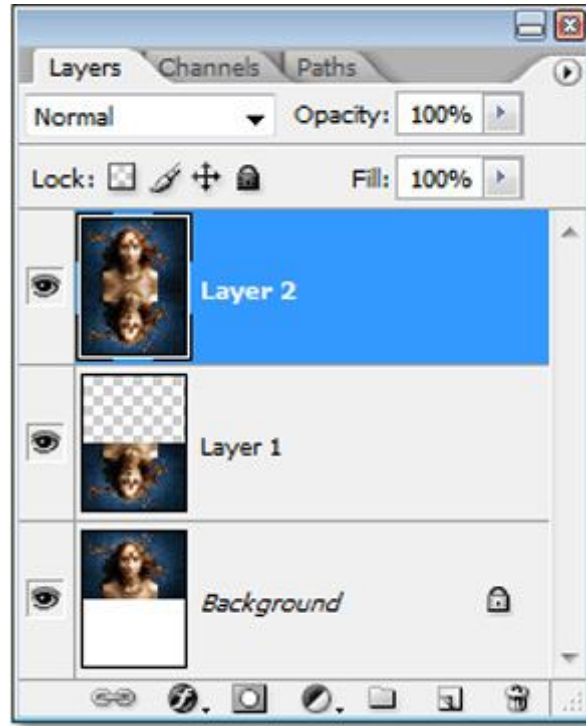 Layers Channels Paths
Normal Opacity: 100%
Lock: Fill: 100%
Layer 2
Layer 1
Background